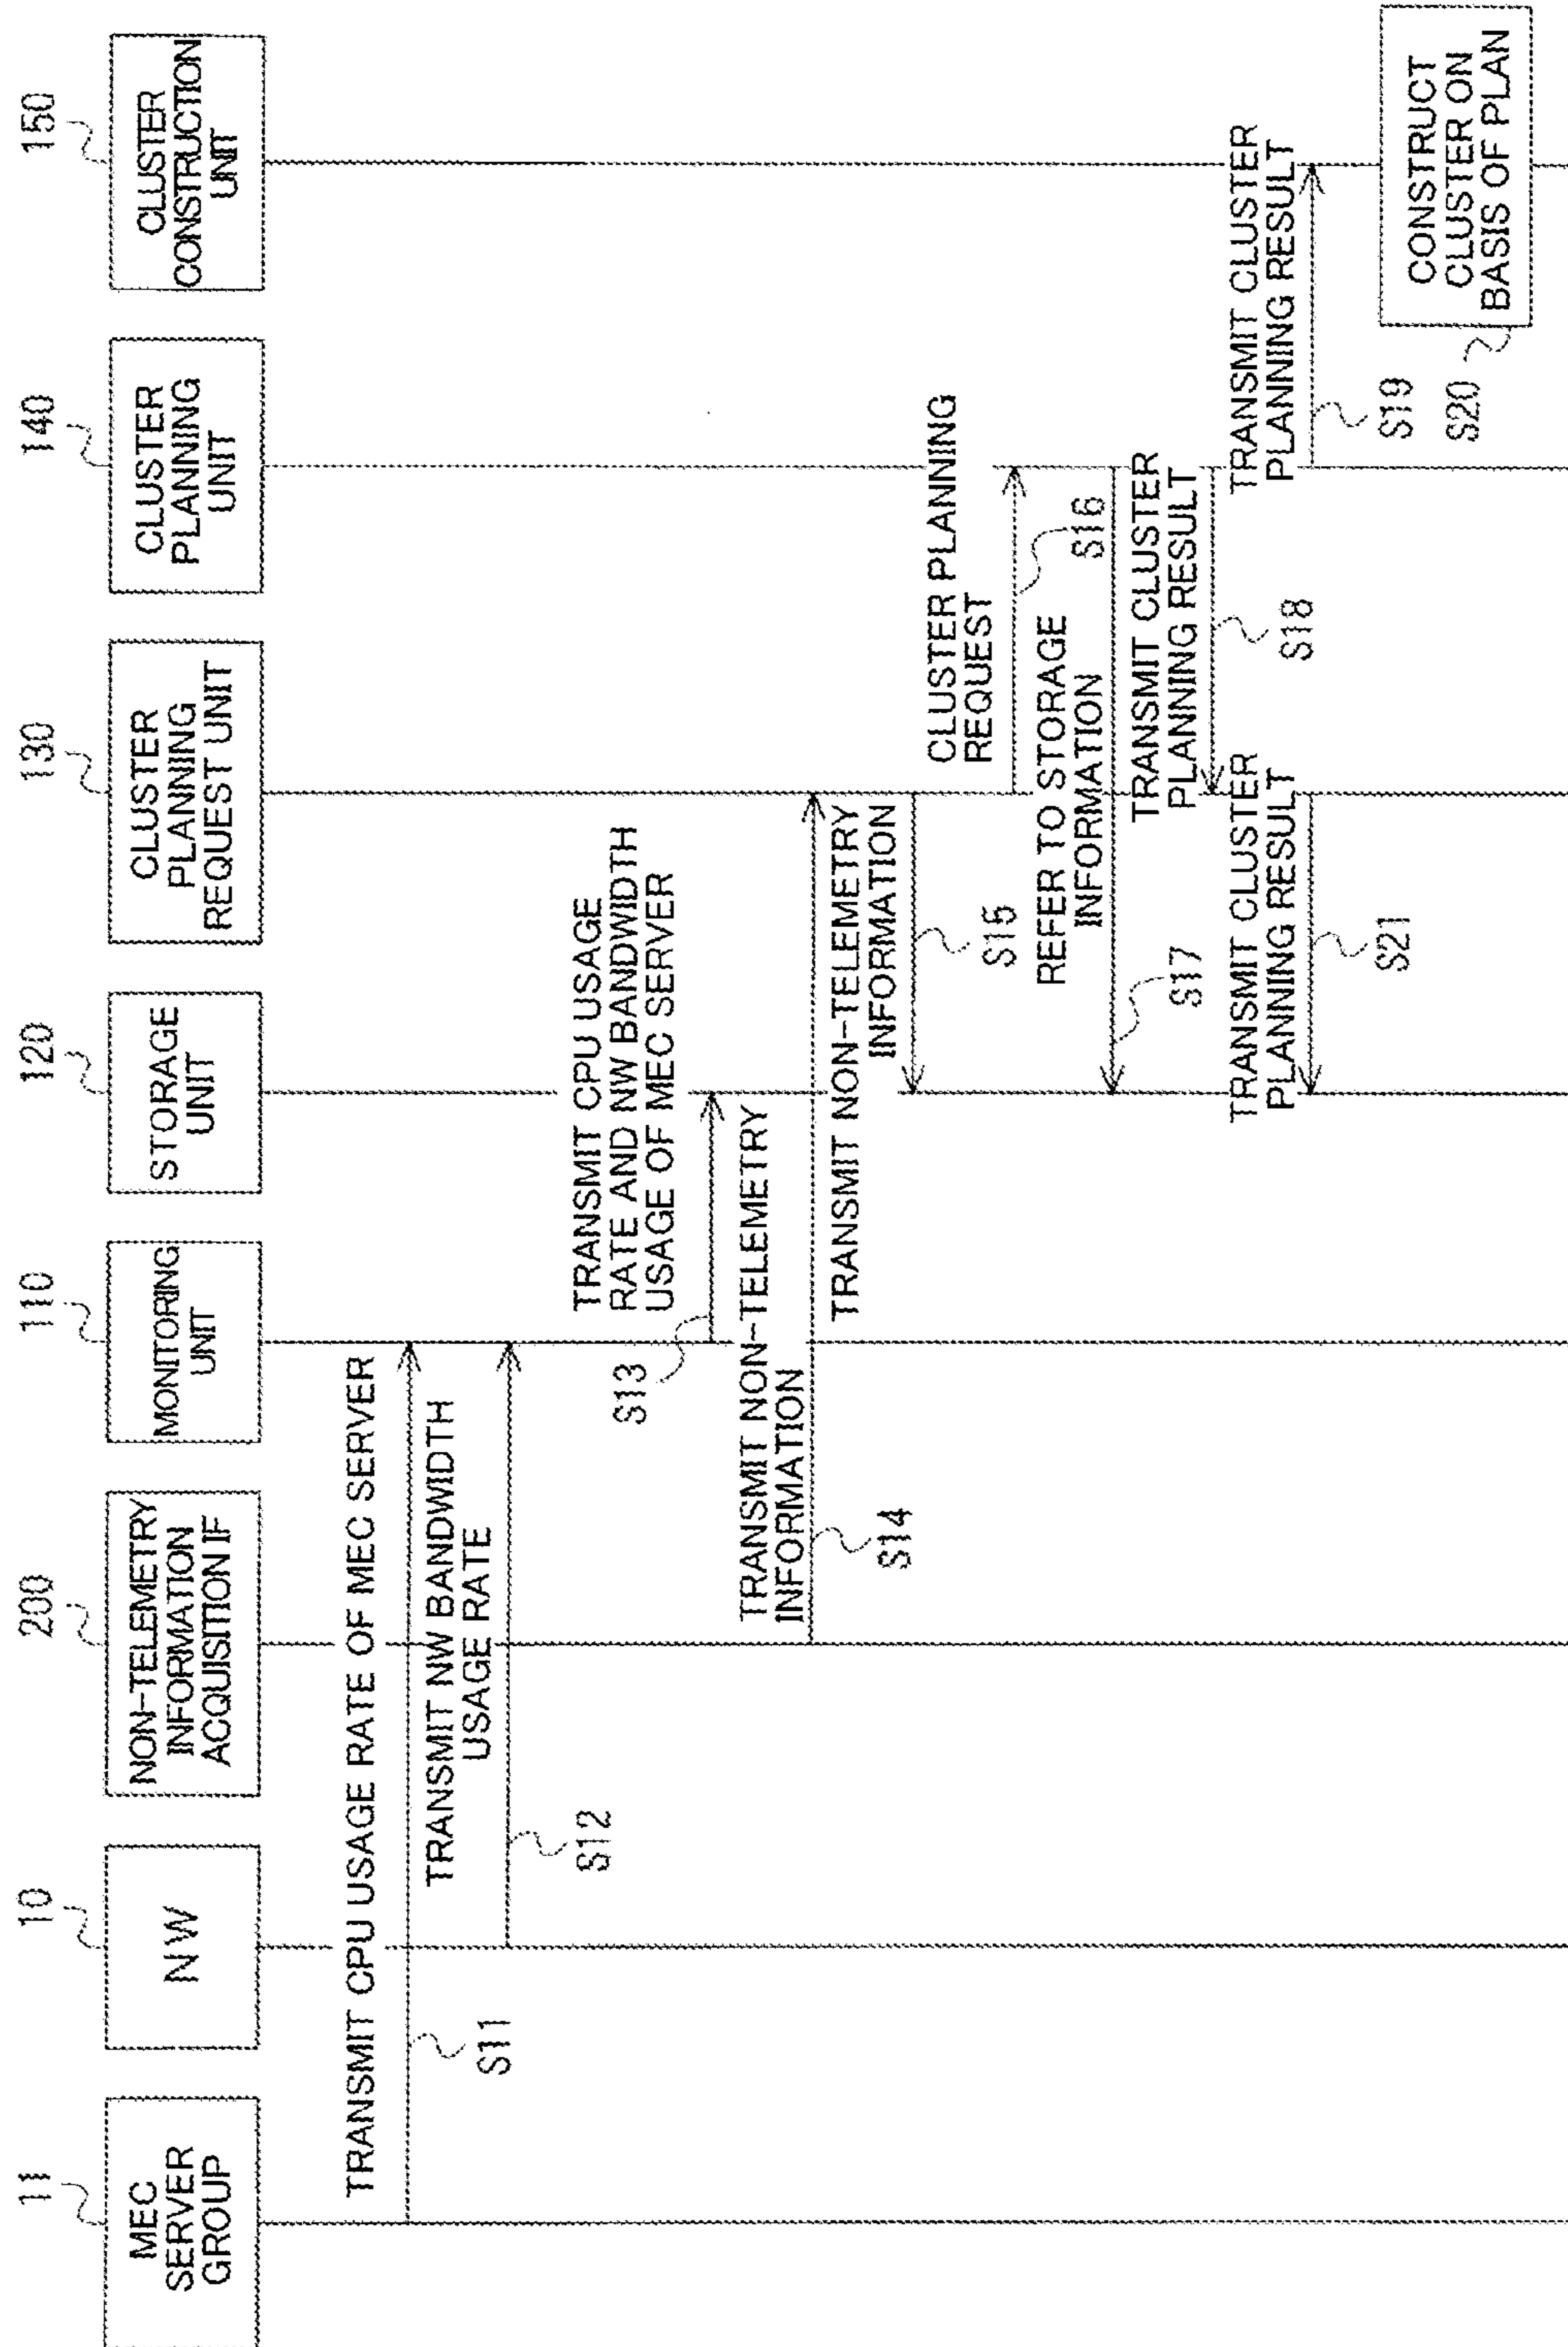 11
MEC
SERVER
GROUP
10
NW
200
NON-TELEMETRY
INFORMATION
ACQUISITION IF
110
MONITORING
UNIT
120
STORAGE
UNIT
130
CLUSTER
PLANNING
REQUEST UNIT
140
CLUSTER
PLANNING
UNIT
150
CLUSTER
CONSTRUCTION
UNIT
TRANSMIT CPU USAGE RATE OF MEC SERVER
S11
TRANSMIT NW BANDWIDTH
USAGE RATE
S12
TRANSMIT CPU USAGE
RATE AND NW BANDWIDTH
USAGE OF MEC SERVER
S13
TRANSMIT NON-TELEMETRY
INFORMATION
S14
TRANSMIT NON-TELEMETRY
INFORMATION
S15
CLUSTER PLANNING
REQUEST
S16
REFER TO STORAGE
INFORMATION
S17
TRANSMIT CLUSTER
PLANNING RESULT
S18
TRANSMIT CLUSTER
PLANNING RESULT
S19
TRANSMIT CLUSTER
PLANNING RESULT
S21
CONSTRUCT
CLUSTER ON
BASIS OF PLAN
S20